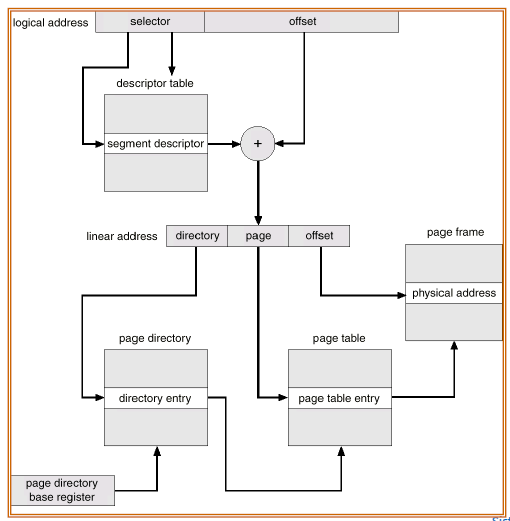 logical address
selector
offset
descriptor table
segment descriptor
+
linear address
directory
page
offset
page frame
physical address
page directory
page table
directory entry
page table entry
page directory
base register